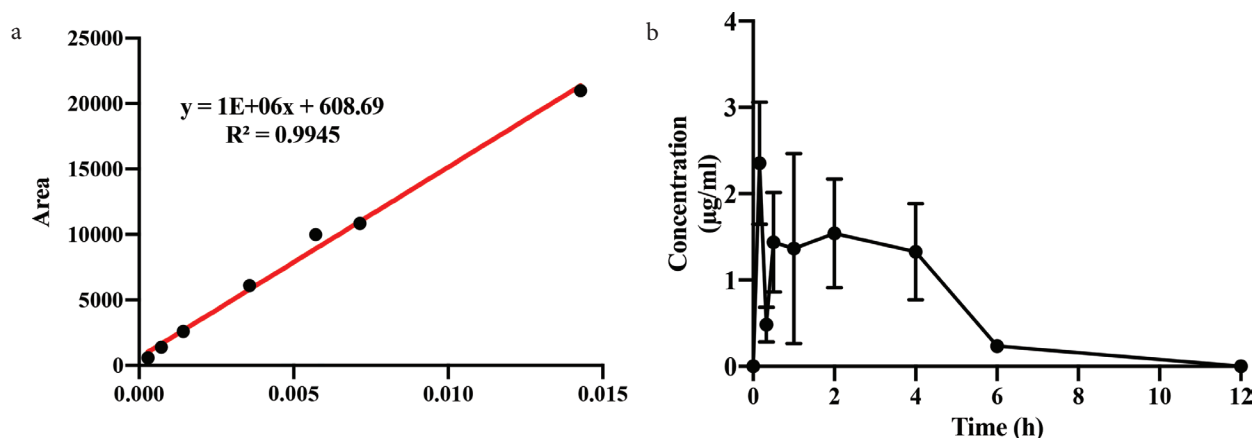 a
25000
20000
15000
10000
5000
0
Area
y = 1E+06x + 608.69
R² = 0.9945
0.000
0.005
0.010
0.015
b
4
3
2
1
0
Concentration
(µg/ml)
0
2
4
6
8
10
12
Time (h)